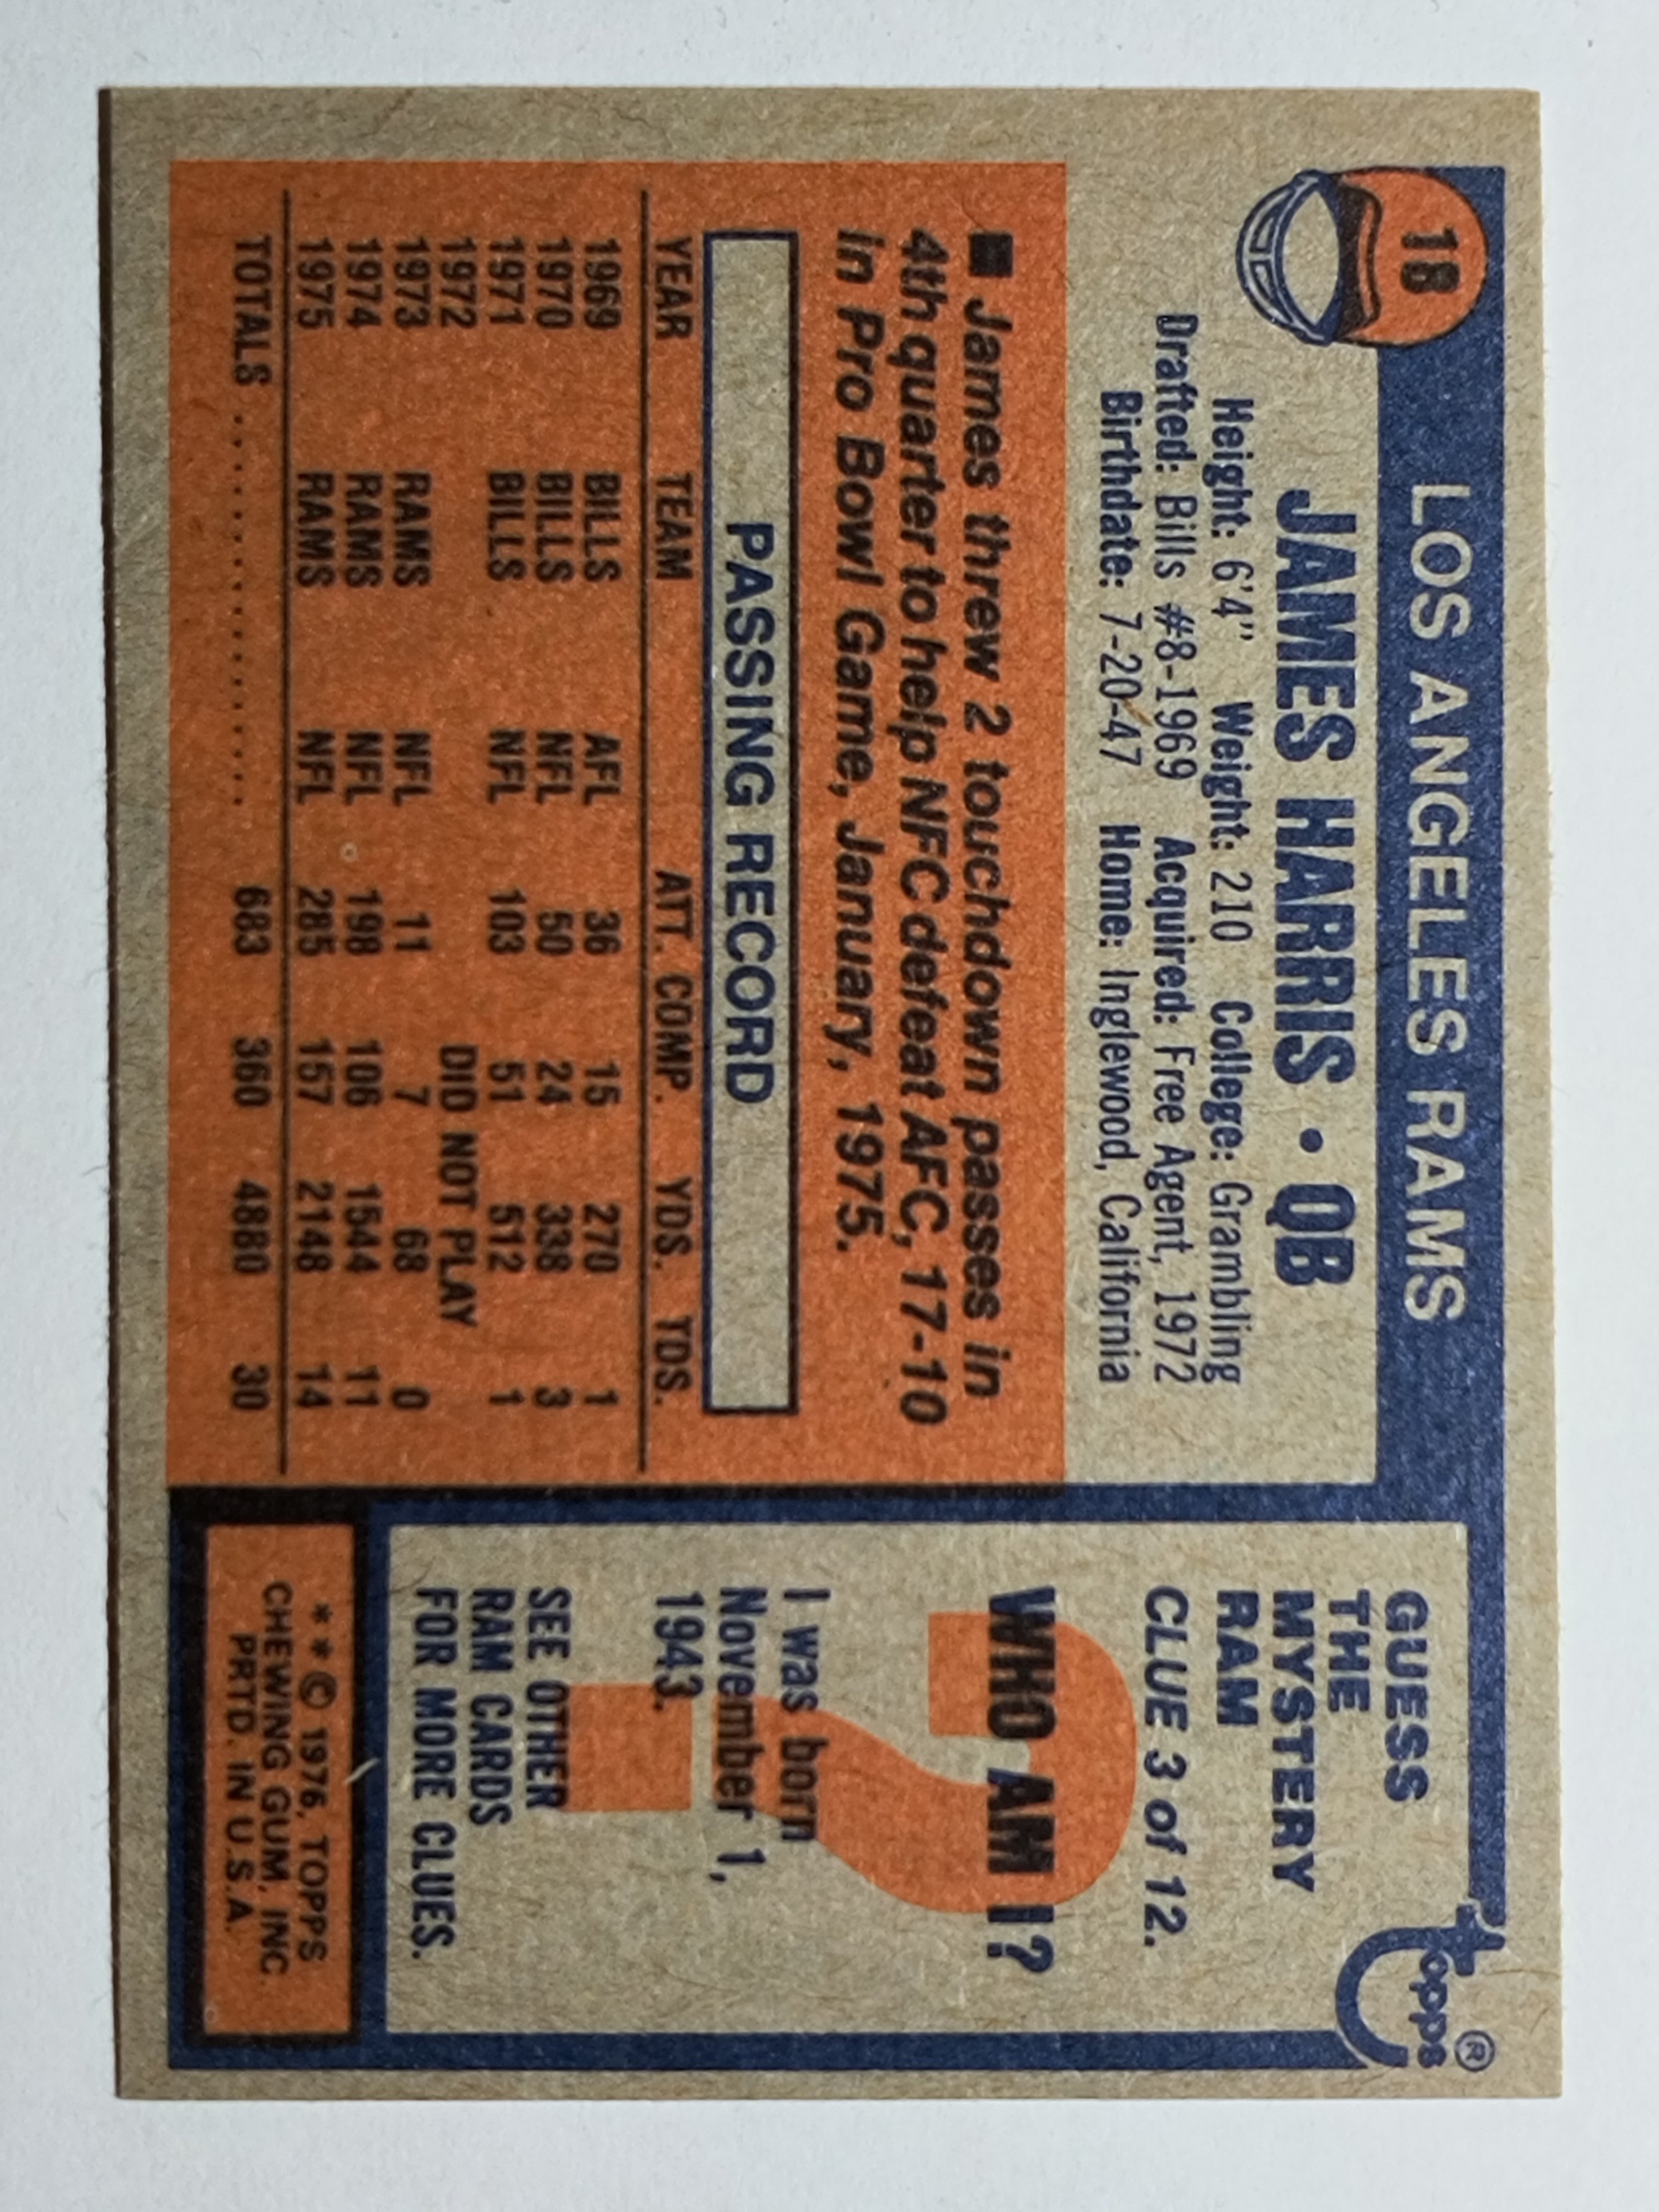 18
LOS ANGELES RAMS
JAMES HARRIS • QB
Height: 6'4" Weight: 210 College: Grambling
Drafted: Bills #8-1969 Acquired: Free Agent, 1972
Birthdate: 7-20-47 Home: Inglewood, California
■ James threw 2 touchdown passes in
4th quarter to help NFC defeat AFC, 17-10
in Pro Bowl Game, January, 1975.
PASSING RECORD
YEAR TEAM ATT. COMP. YDS. TDS.
1969 BILLS AFL 36 15 270 1
1970 BILLS NFL 50 24 338 3
1971 BILLS NFL 103 51 512 1
1972 DID NOT PLAY
1973 RAMS NFL 11 7 68 0
1974 RAMS NFL 198 106 1544 11
1975 RAMS NFL 285 157 2148 14
TOTALS .................... 683 360 4880 30
topps®
GUESS
THE
MYSTERY
RAM
CLUE 3 of 12.
WHO AM I?
I was born
November 1,
1943.
SEE OTHER
RAM CARDS
FOR MORE CLUES.
* * © 1976, TOPPS
CHEWING GUM, INC.
PRTD. IN U.S.A.